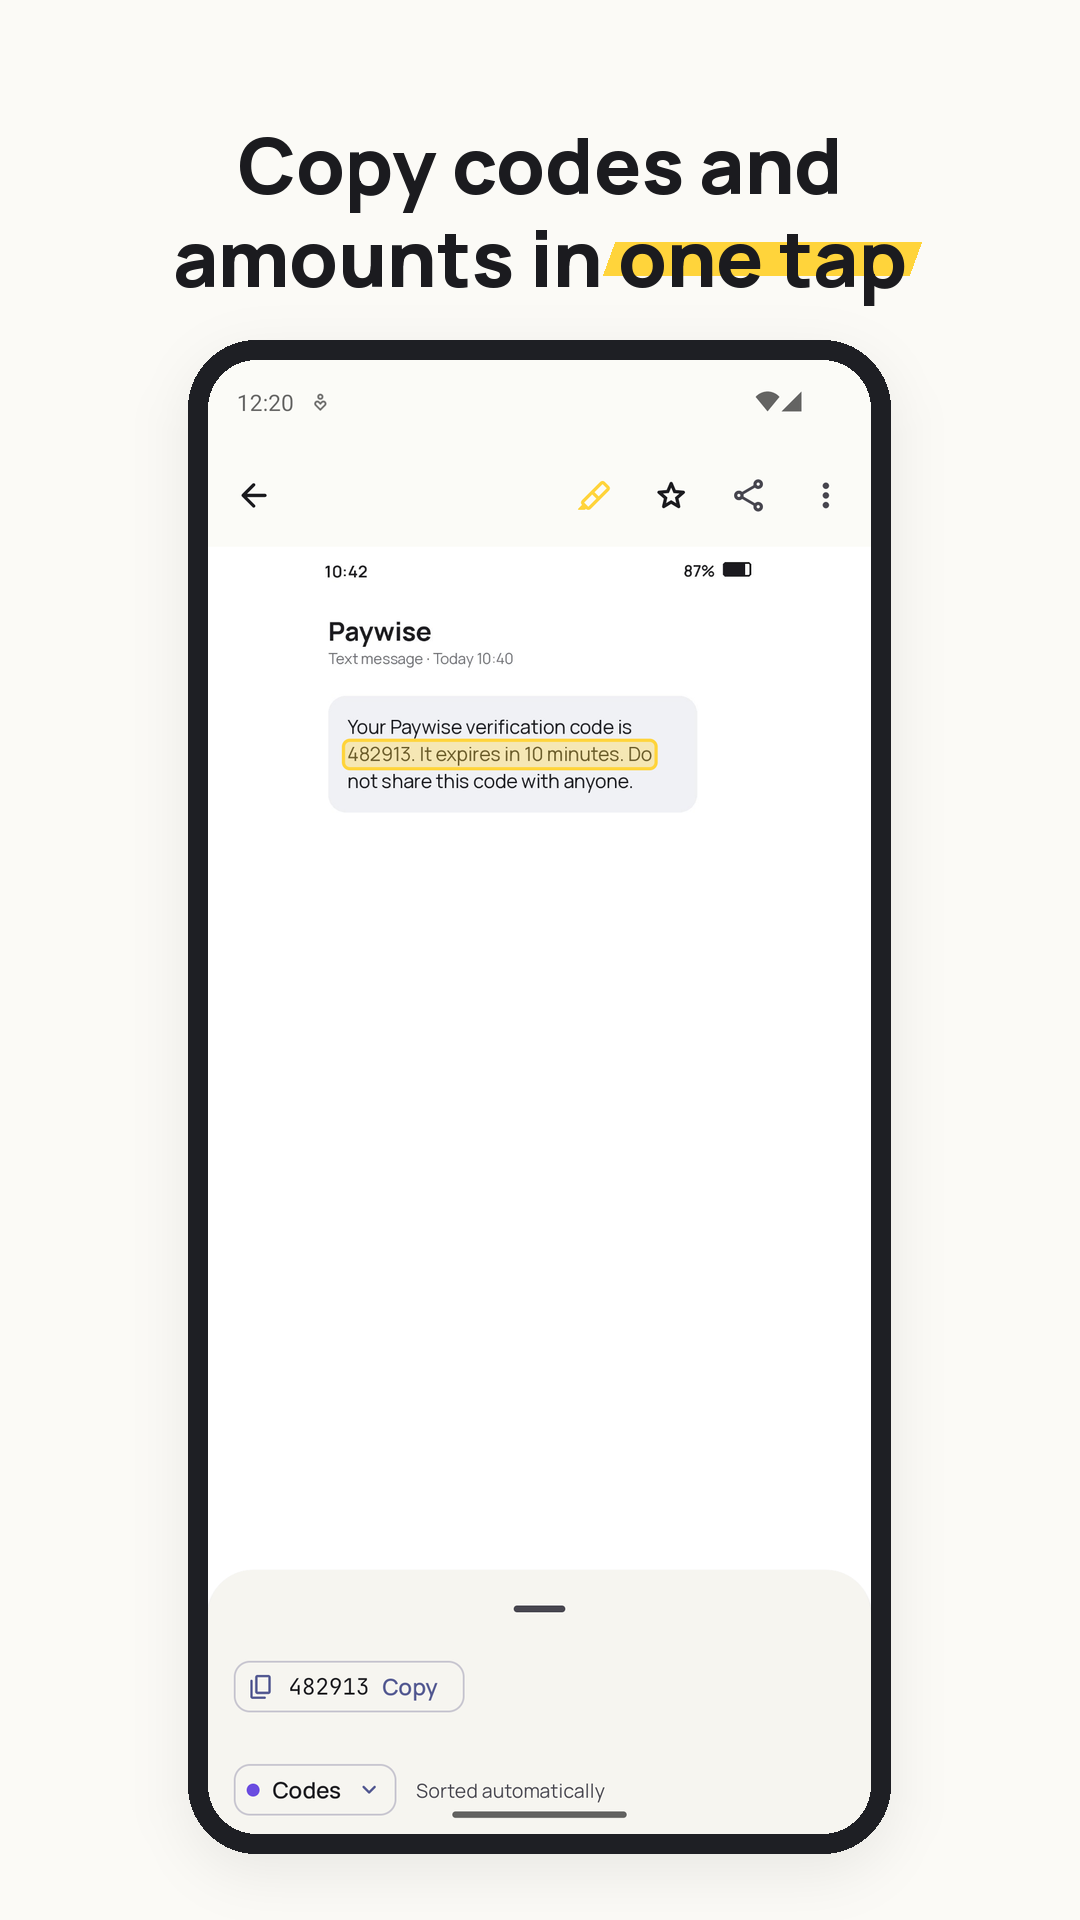 Copy codes and
amounts in one tap
12:20
10:42
87%
Paywise
Text message · Today 10:40
Your Paywise verification code is
482913. It expires in 10 minutes. Do
not share this code with anyone.
482913 Copy
Codes
Sorted automatically